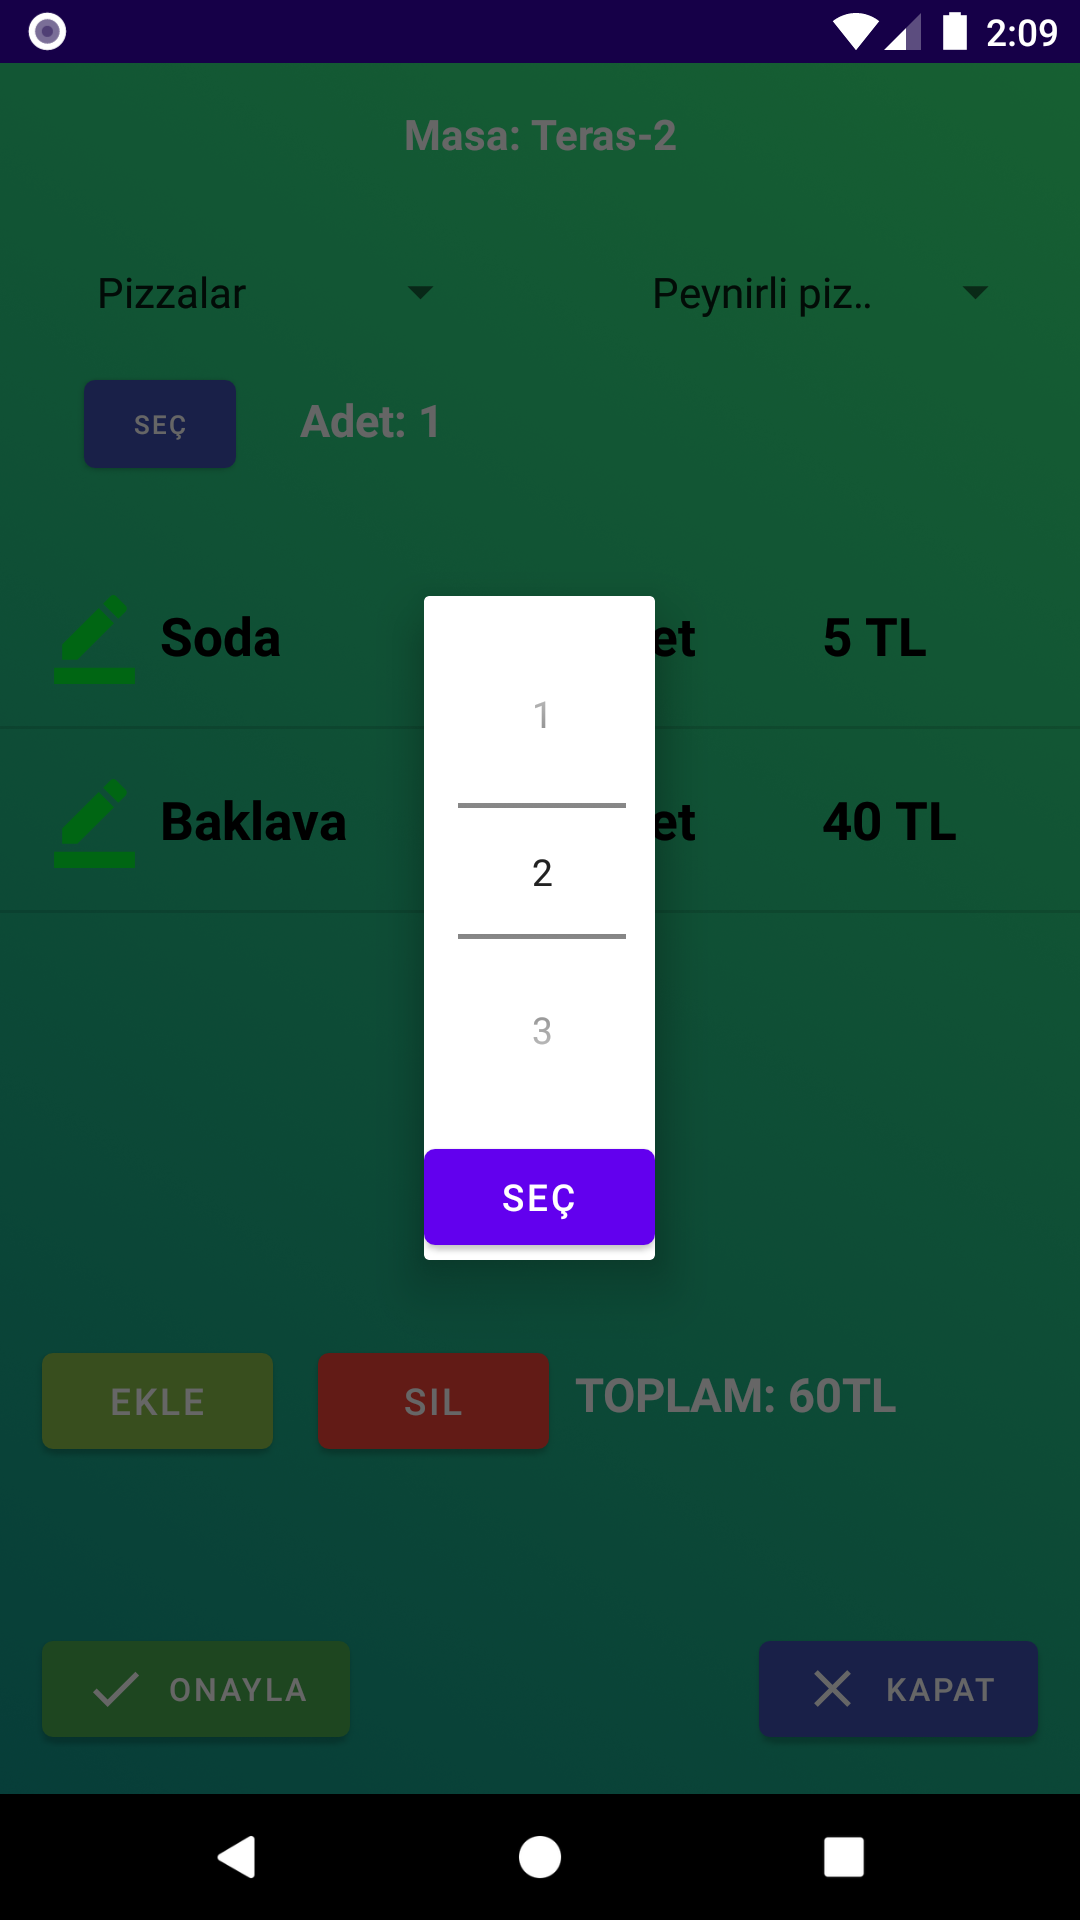 2:09
Masa: Teras-2
Pizzalar Peynirli piz..
SEÇ Adet: 1
Soda et 5 TL
1
Baklava et 40 TL
2
3
SEÇ
EKLE SIL TOPLAM: 60TL
ONAYLA KAPAT